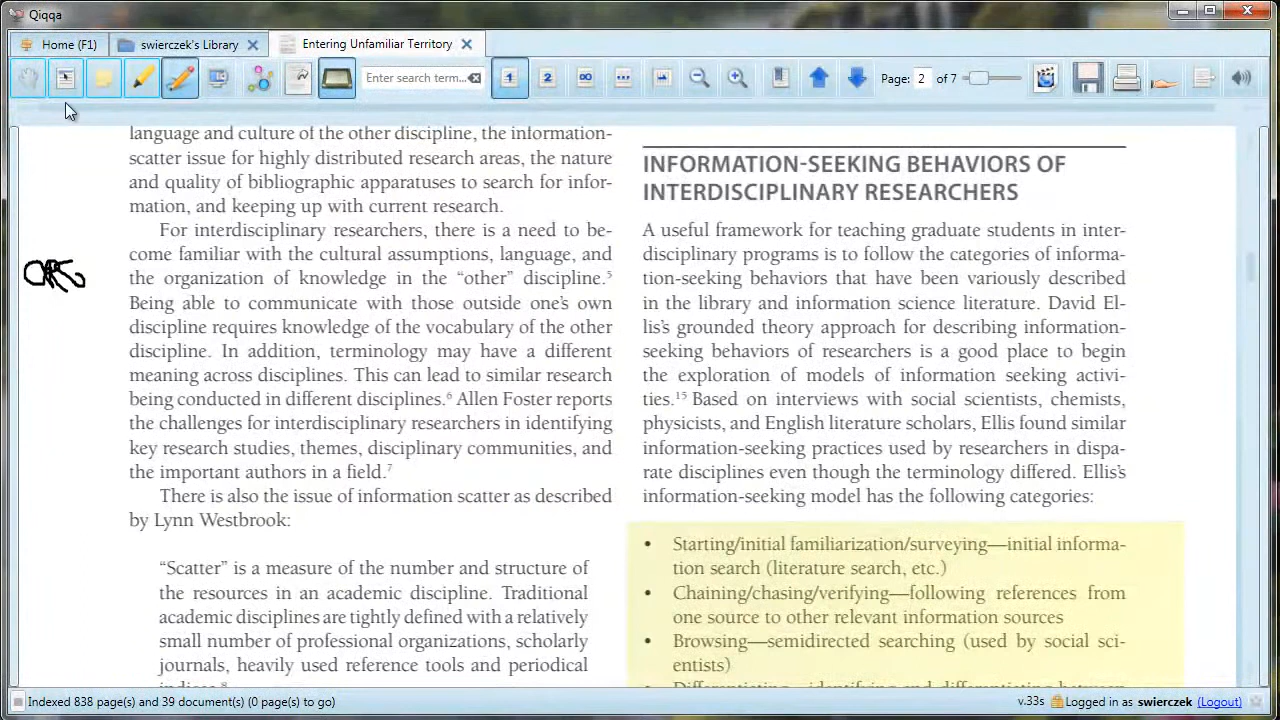 Qiqqa
Home (F1)
swierczek's Library
Entering Unfamiliar Territory
Enter search term...
1
2
Page: 2 of 7
language and culture of the other discipline, the information-
scatter issue for highly distributed research areas, the nature
and quality of bibliographic apparatuses to search for infor-
mation, and keeping up with current research.
For interdisciplinary researchers, there is a need to be-
come familiar with the cultural assumptions, language, and
the organization of knowledge in the “other” discipline.⁵
Being able to communicate with those outside one’s own
discipline requires knowledge of the vocabulary of the other
discipline. In addition, terminology may have a different
meaning across disciplines. This can lead to similar research
being conducted in different disciplines.⁶ Allen Foster reports
the challenges for interdisciplinary researchers in identifying
key research studies, themes, disciplinary communities, and
the important authors in a field.⁷
There is also the issue of information scatter as described
by Lynn Westbrook:
“Scatter” is a measure of the number and structure of
the resources in an academic discipline. Traditional
academic disciplines are tightly defined with a relatively
small number of professional organizations, scholarly
journals, heavily used reference tools and periodical
indices.⁸
INFORMATION-SEEKING BEHAVIORS OF
INTERDISCIPLINARY RESEARCHERS
A useful framework for teaching graduate students in inter-
disciplinary programs is to follow the categories of informa-
tion-seeking behaviors that have been variously described
in the library and information science literature. David El-
lis’s grounded theory approach for describing information-
seeking behaviors of researchers is a good place to begin
the exploration of models of information seeking activi-
ties.¹⁵ Based on interviews with social scientists, chemists,
physicists, and English literature scholars, Ellis found similar
information-seeking practices used by researchers in dispa-
rate disciplines even though the terminology differed. Ellis’s
information-seeking model has the following categories:
• Starting/initial familiarization/surveying—initial informa-
tion search (literature search, etc.)
• Chaining/chasing/verifying—following references from
one source to other relevant information sources
• Browsing—semidirected searching (used by social sci-
entists)
• Differentiating—identifying and differentiating between
Indexed 838 page(s) and 39 document(s) (0 page(s) to go)
v.33s
Logged in as swierczek (Logout)